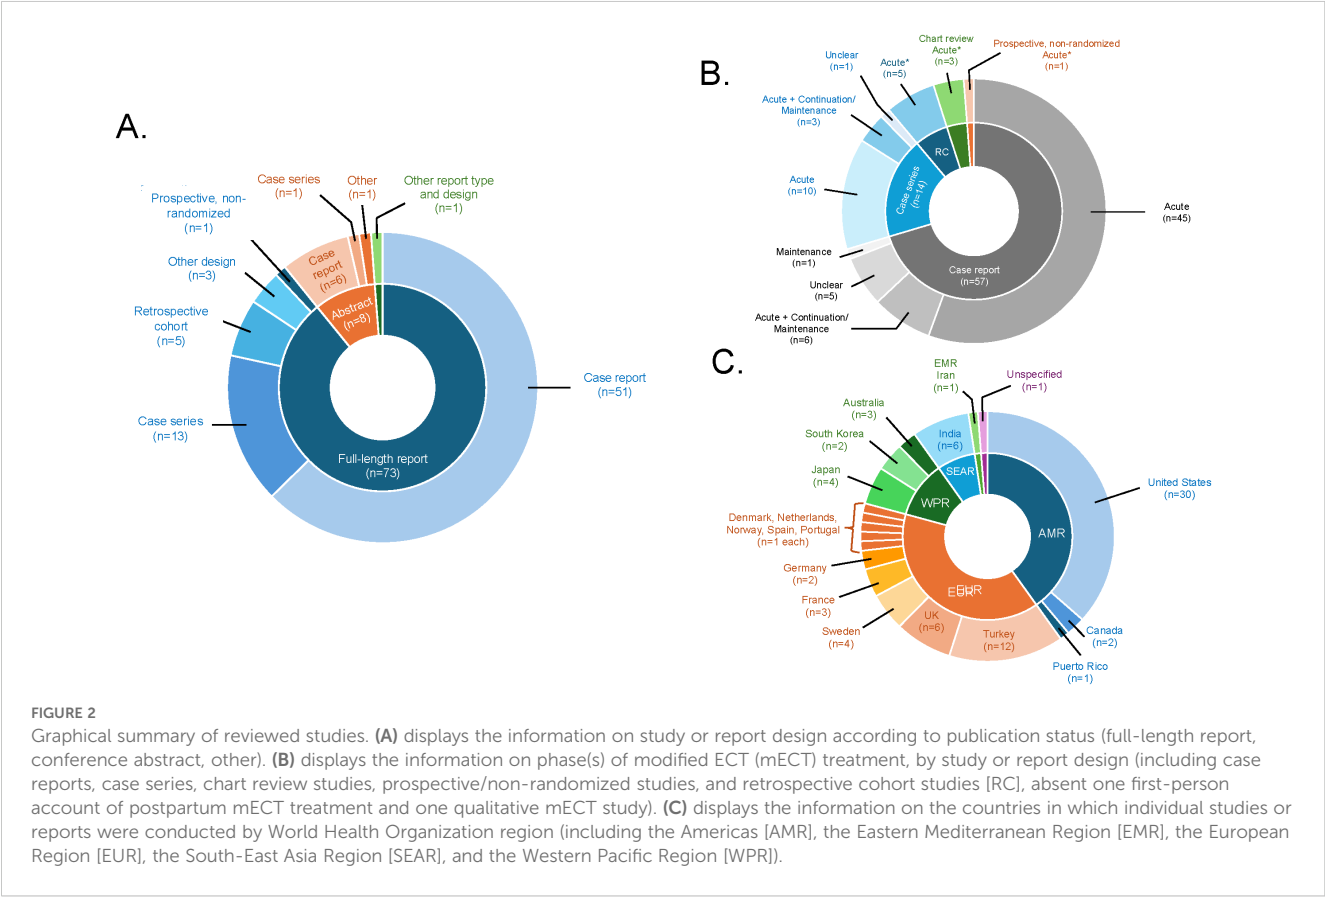 A.
Case series
(n=1)
Other
(n=1)
Other report type
and design
(n=1)
Prospective, non-
randomized
(n=1)
Other design
(n=3)
Retrospective
cohort
(n=5)
Case series
(n=13)
Case
report
(n=6)
Abstract
(n=8)
Full-length report
(n=73)
Case report
(n=51)
B.
Unclear
(n=1)
Acute*
(n=5)
Chart review
Acute*
(n=3)
Prospective, non-randomized
Acute*
(n=1)
Acute + Continuation/
Maintenance
(n=3)
Acute
(n=10)
RC
Case series
(n=14)
Case report
(n=57)
Acute
(n=45)
Maintenance
(n=1)
Unclear
(n=5)
Acute + Continuation/
Maintenance
(n=6)
C.
EMR
Iran
(n=1)
Unspecified
(n=1)
Australia
(n=3)
South Korea
(n=2)
Japan
(n=4)
India
(n=6)
SEAR
WPR
AMR
EUR
EUR
United States
(n=30)
Denmark, Netherlands,
Norway, Spain, Portugal
(n=1 each)
Germany
(n=2)
France
(n=3)
Sweden
(n=4)
UK
(n=6)
Turkey
(n=12)
Canada
(n=2)
Puerto Rico
(n=1)
FIGURE 2
Graphical summary of reviewed studies. (A) displays the information on study or report design according to publication status (full-length report,
conference abstract, other). (B) displays the information on phase(s) of modified ECT (mECT) treatment, by study or report design (including case
reports, case series, chart review studies, prospective/non-randomized studies, and retrospective cohort studies [RC], absent one first-person
account of postpartum mECT treatment and one qualitative mECT study). (C) displays the information on the countries in which individual studies or
reports were conducted by World Health Organization region (including the Americas [AMR], the Eastern Mediterranean Region [EMR], the European
Region [EUR], the South-East Asia Region [SEAR], and the Western Pacific Region [WPR]).